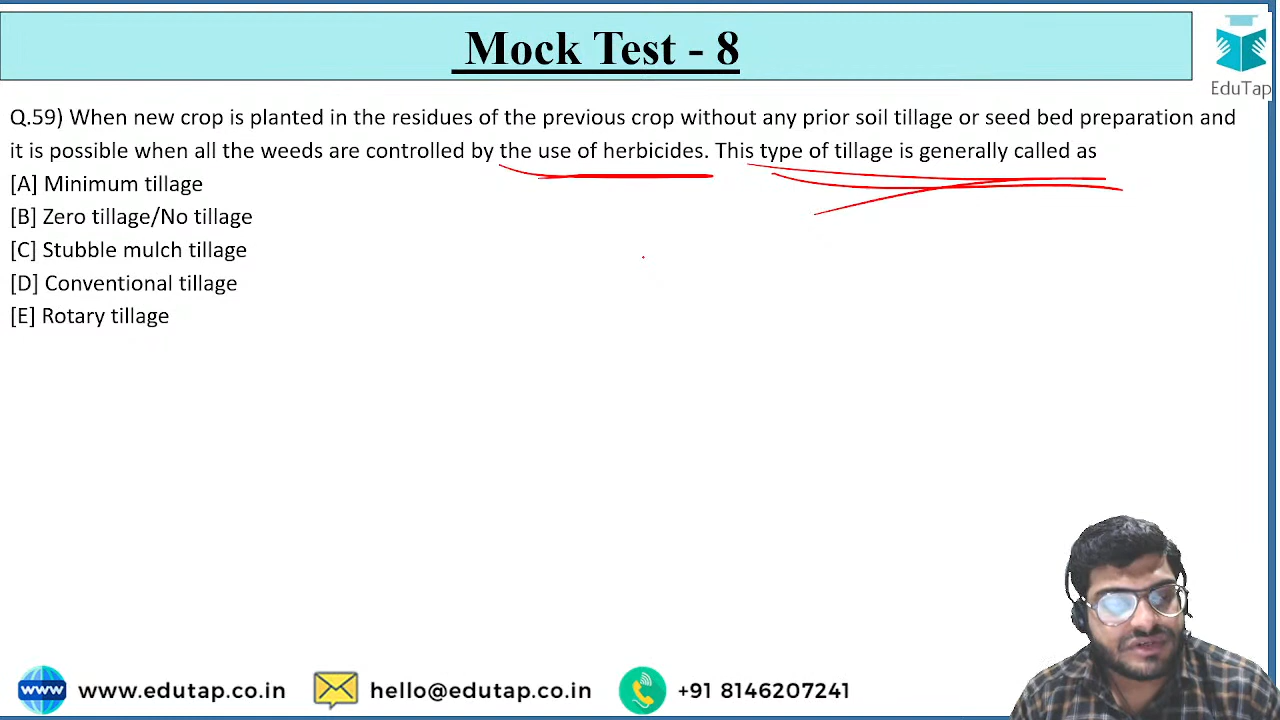 Mock Test - 8
EduTap
Q.59) When new crop is planted in the residues of the previous crop without any prior soil tillage or seed bed preparation and
it is possible when all the weeds are controlled by the use of herbicides. This type of tillage is generally called as
[A] Minimum tillage
[B] Zero tillage/No tillage
[C] Stubble mulch tillage
[D] Conventional tillage
[E] Rotary tillage
www www.edutap.co.in hello@edutap.co.in +91 8146207241